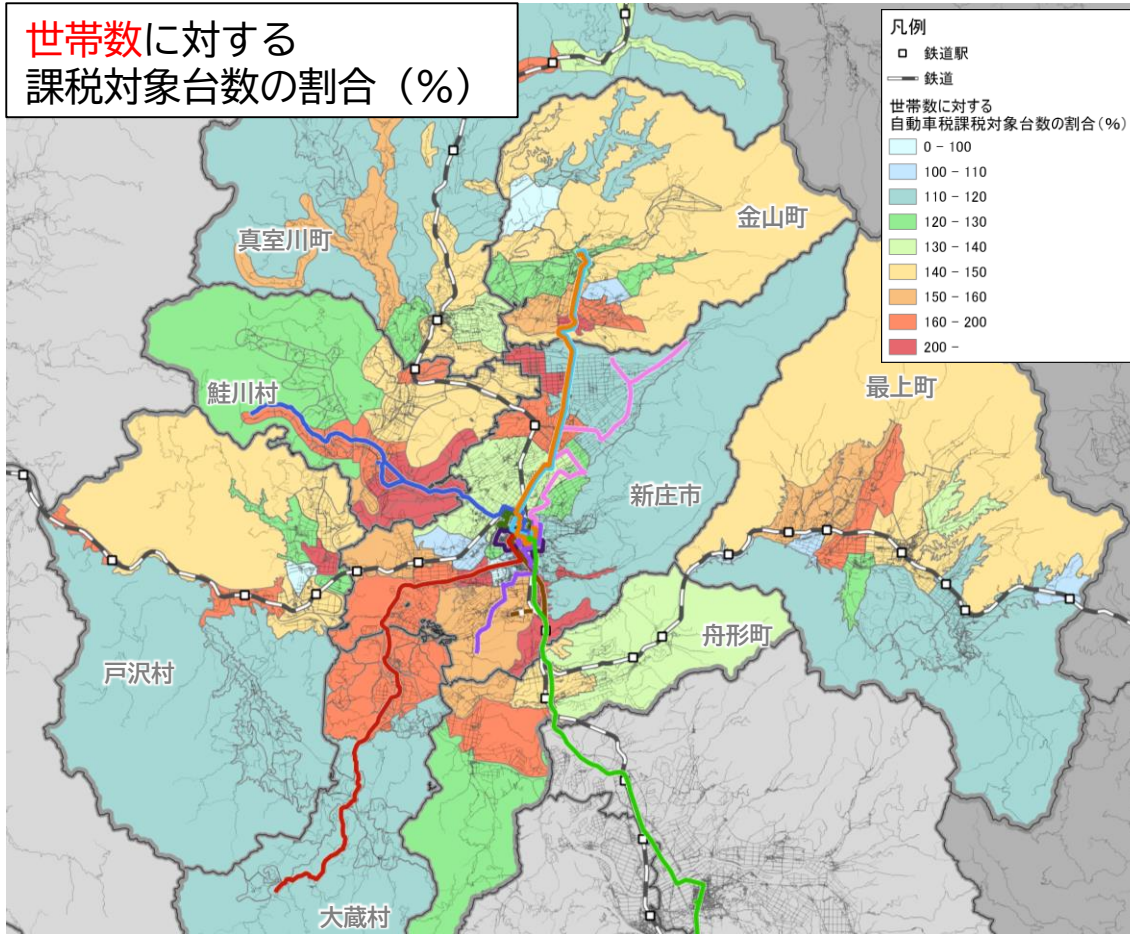 世帯数に対する
課税対象台数の割合（%）
凡例
鉄道駅
鉄道
世帯数に対する
自動車税課税対象台数の割合(%)
0 - 100
100 - 110
110 - 120
120 - 130
130 - 140
140 - 150
150 - 160
160 - 200
200 -
金山町
真室川町
最上町
鮭川村
新庄市
舟形町
戸沢村
大蔵村